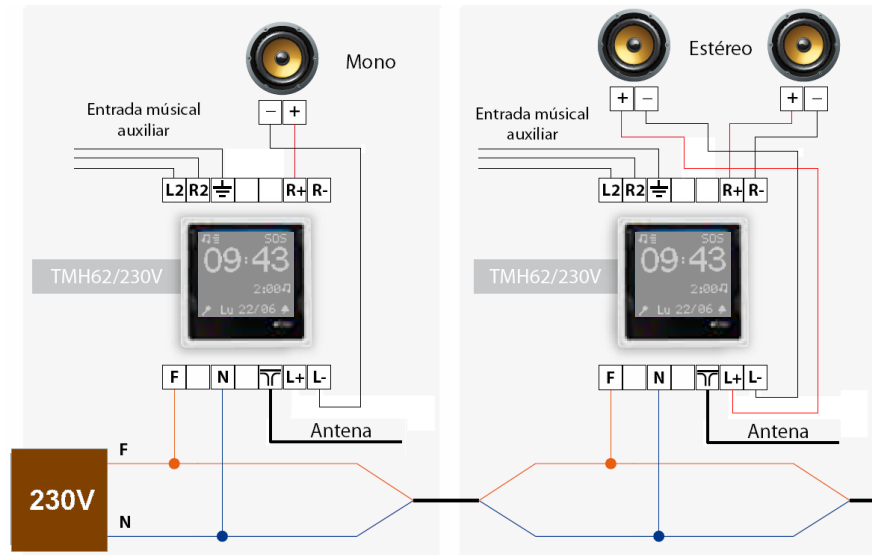 Mono
Entrada músical
auxiliar
− +
L2 R2 R+ R-
TMH62/230V
SOS
09:43
2:00
Lu 22/06
F N L+ L-
Antena
F
230V
N
Estéreo
+ − + −
Entrada músical
auxiliar
L2 R2 R+ R-
TMH62/230V
SOS
09:43
2:00
Lu 22/06
F N L+ L-
Antena